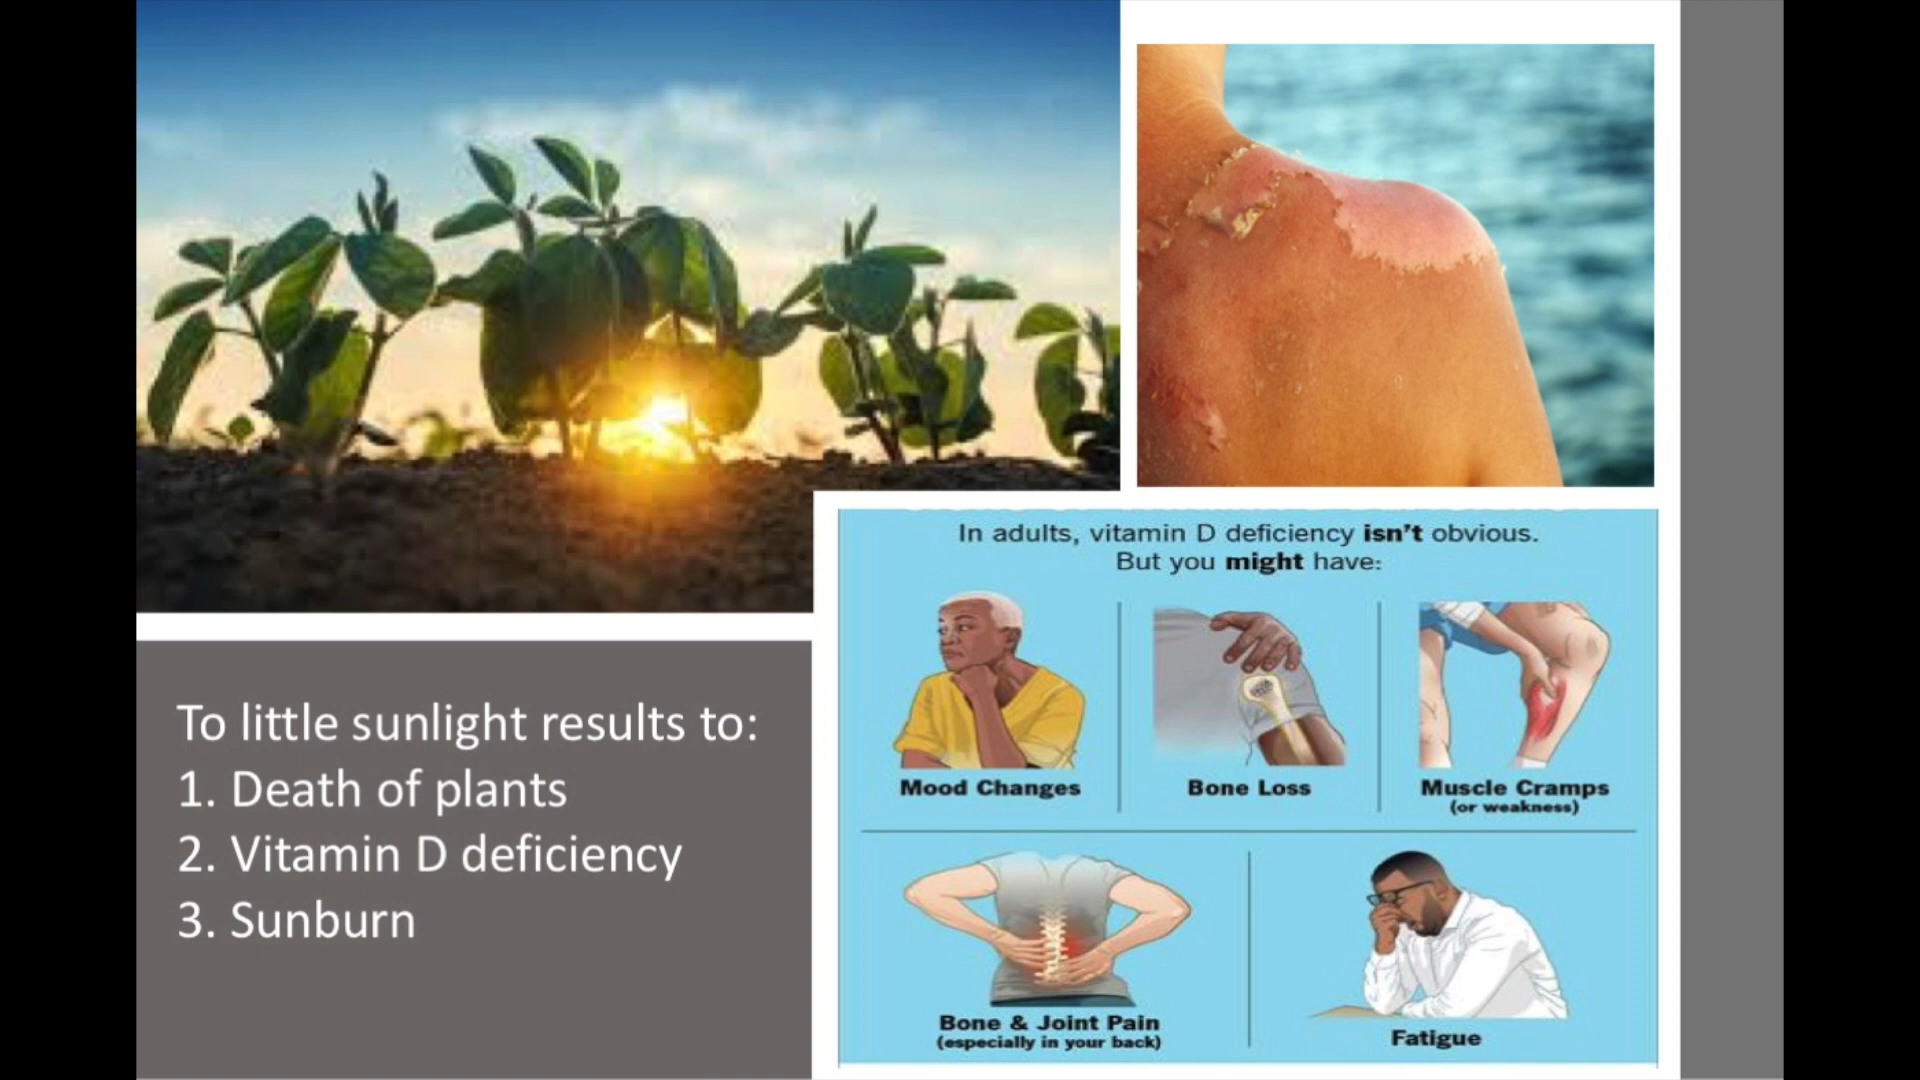 To little sunlight results to:
1. Death of plants
2. Vitamin D deficiency
3. Sunburn
In adults, vitamin D deficiency isn't obvious.
But you might have:
Mood Changes
Bone Loss
Muscle Cramps
(or weakness)
Bone & Joint Pain
(especially in your back)
Fatigue